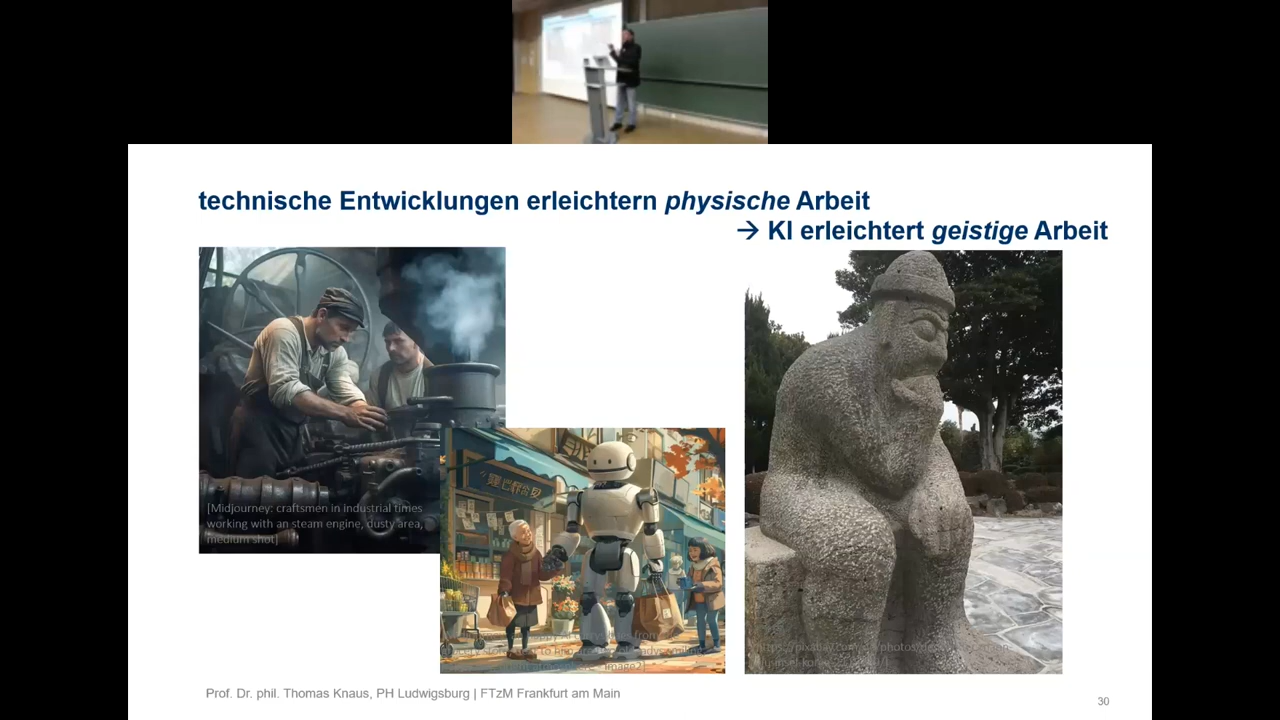 technische Entwicklungen erleichtern physische Arbeit
→ KI erleichtert geistige Arbeit
[Midjourney: craftsmen in industrial times
working with an steam engine, dusty area,
medium shot]
Prof. Dr. phil. Thomas Knaus, PH Ludwigsburg | FTzM Frankfurt am Main
30